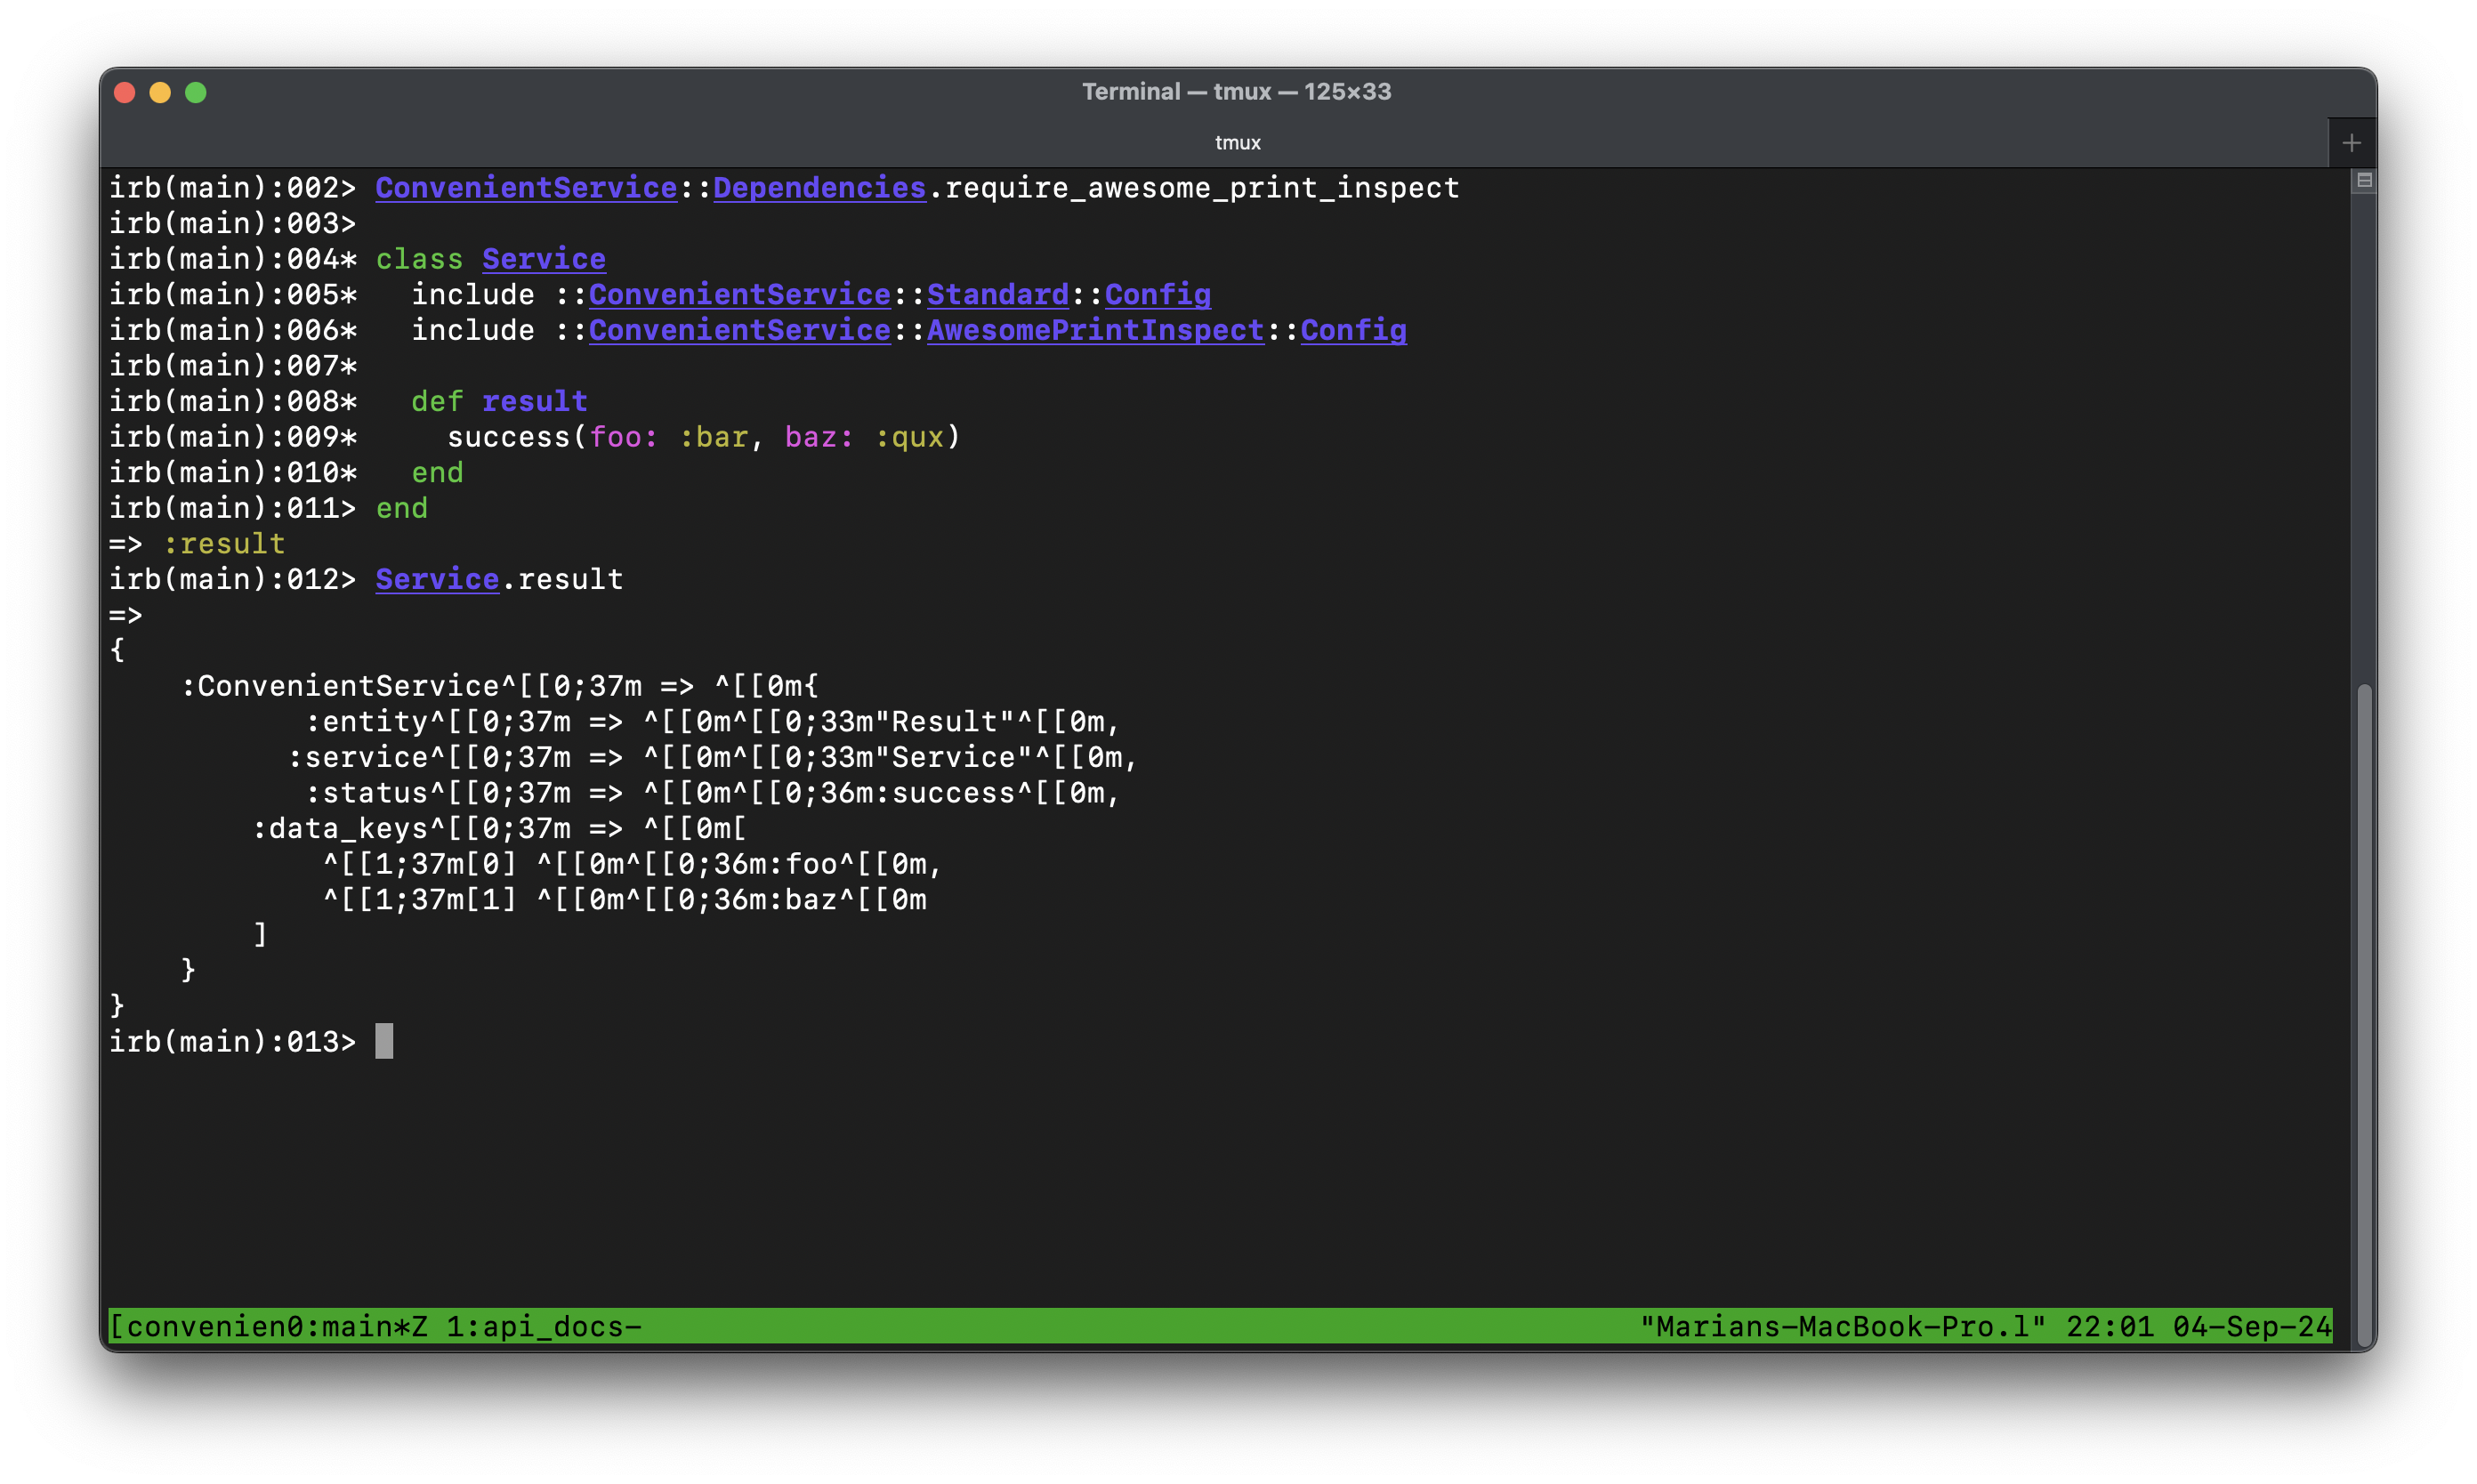 Terminal — tmux — 125×33
tmux
irb(main):002> ConvenientService::Dependencies.require_awesome_print_inspect
irb(main):003>
irb(main):004* class Service
irb(main):005*   include ::ConvenientService::Standard::Config
irb(main):006*   include ::ConvenientService::AwesomePrintInspect::Config
irb(main):007*
irb(main):008*   def result
irb(main):009*     success(foo: :bar, baz: :qux)
irb(main):010*   end
irb(main):011> end
=> :result
irb(main):012> Service.result
=>
{
    :ConvenientService^[[0;37m => ^[[0m{
           :entity^[[0;37m => ^[[0m^[[0;33m"Result"^[[0m,
          :service^[[0;37m => ^[[0m^[[0;33m"Service"^[[0m,
           :status^[[0;37m => ^[[0m^[[0;36m:success^[[0m,
        :data_keys^[[0;37m => ^[[0m[
            ^[[1;37m[0] ^[[0m^[[0;36m:foo^[[0m,
            ^[[1;37m[1] ^[[0m^[[0;36m:baz^[[0m
        ]
    }
}
irb(main):013>
[convenien0:main*Z 1:api_docs- "Marians-MacBook-Pro.l" 22:01 04-Sep-24